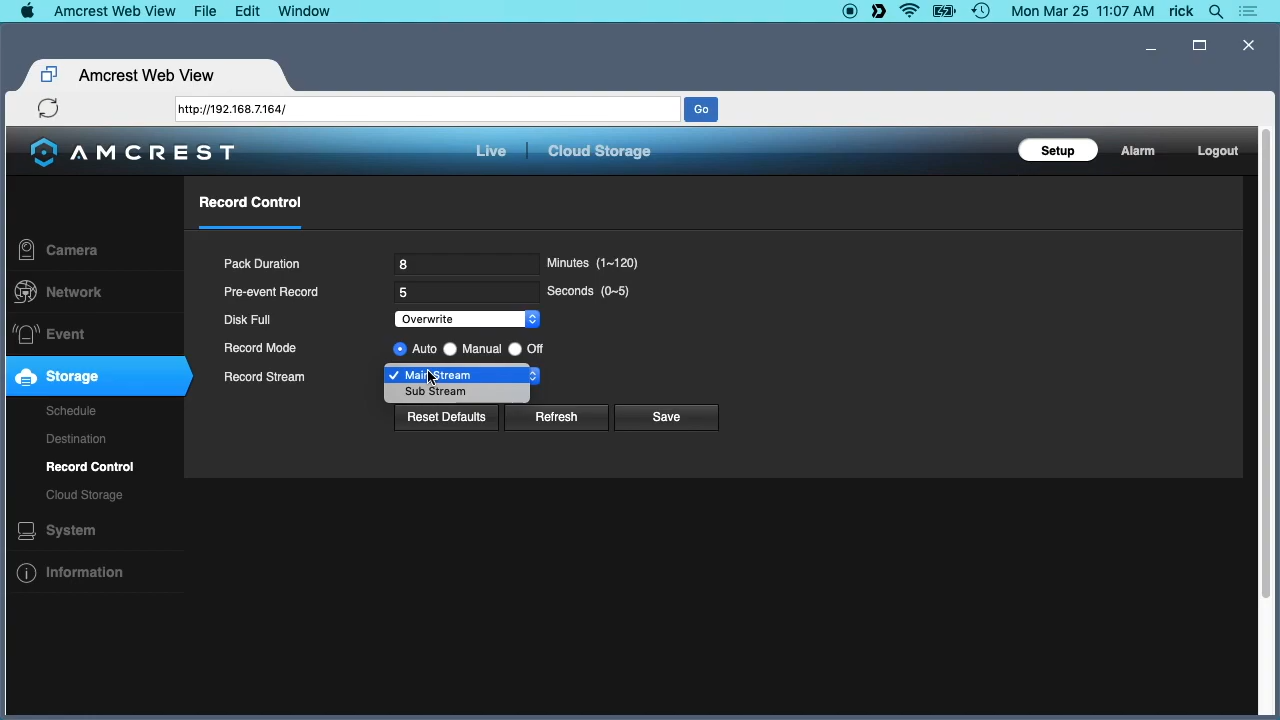 Amcrest Web View File Edit Window Mon Mar 25 11:07 AM rick
Amcrest Web View
http://192.168.7.164/ Go
AMCREST Live Cloud Storage Setup Alarm Logout
Record Control
Camera
Network
Event
Storage
Schedule
Destination
Record Control
Cloud Storage
System
Information
Pack Duration 8 Minutes (1~120)
Pre-event Record 5 Seconds (0~5)
Disk Full Overwrite
Record Mode Auto Manual Off
Record Stream Main Stream
Sub Stream
Reset Defaults Refresh Save